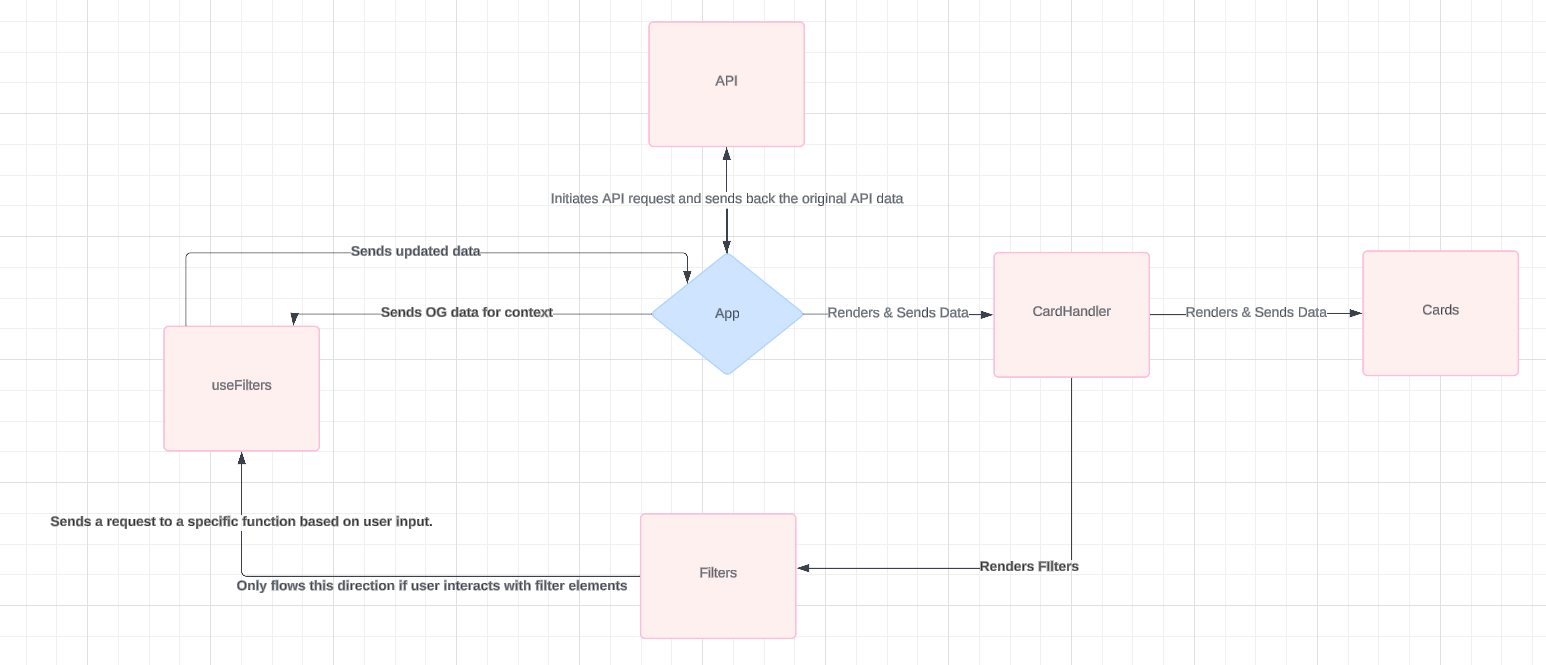 API
Initiates API request and sends back the original API data
Sends updated data
Sends OG data for context
App
Renders & Sends Data
CardHandler
Renders & Sends Data
Cards
useFilters
Sends a request to a specific function based on user input.
Only flows this direction if user interacts with filter elements
Filters
Renders FIlters